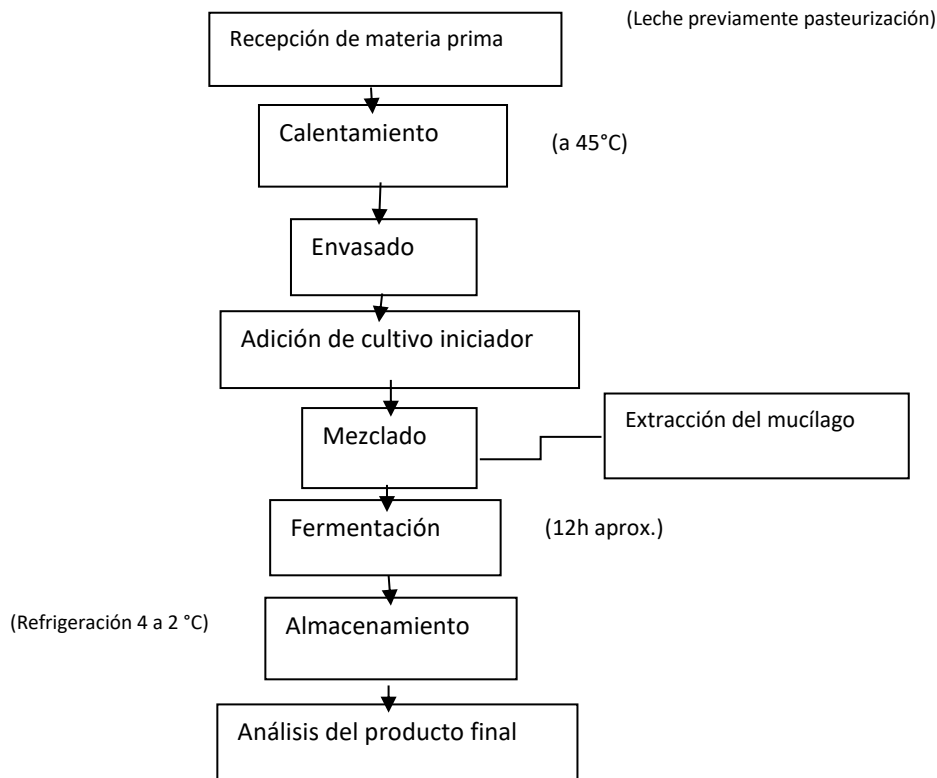 (Leche previamente pasteurización)
Recepción de materia prima
Calentamiento
(a 45°C)
Envasado
Adición de cultivo iniciador
Mezclado
Extracción del mucílago
Fermentación
(12h aprox.)
(Refrigeración 4 a 2 °C)
Almacenamiento
Análisis del producto final